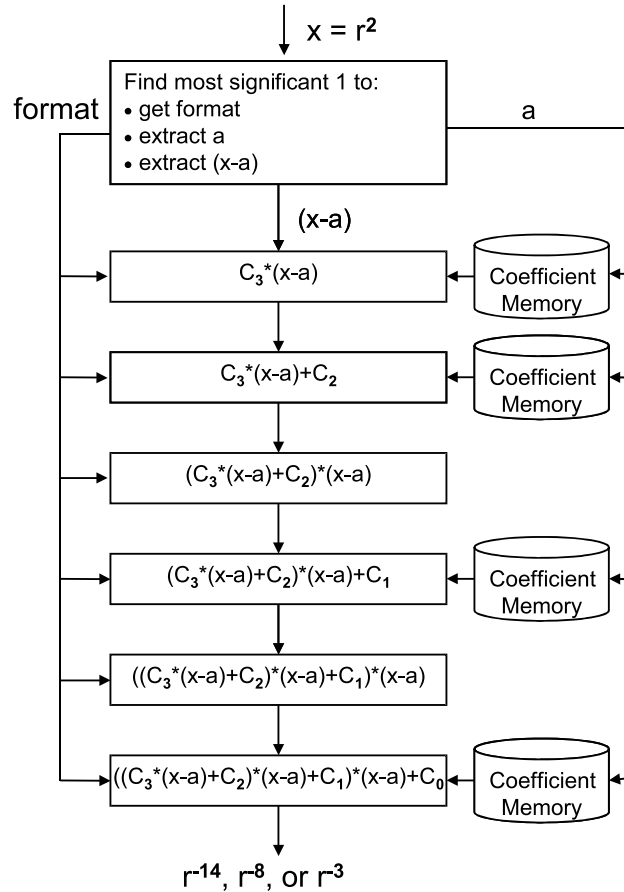 x = r²
Find most significant 1 to:
• get format
• extract a
• extract (x-a)
format
a
(x-a)
C₃*(x-a)
Coefficient
Memory
C₃*(x-a)+C₂
Coefficient
Memory
(C₃*(x-a)+C₂)*(x-a)
(C₃*(x-a)+C₂)*(x-a)+C₁
Coefficient
Memory
((C₃*(x-a)+C₂)*(x-a)+C₁)*(x-a)
((C₃*(x-a)+C₂)*(x-a)+C₁)*(x-a)+C₀
Coefficient
Memory
r⁻¹⁴, r⁻⁸, or r⁻³